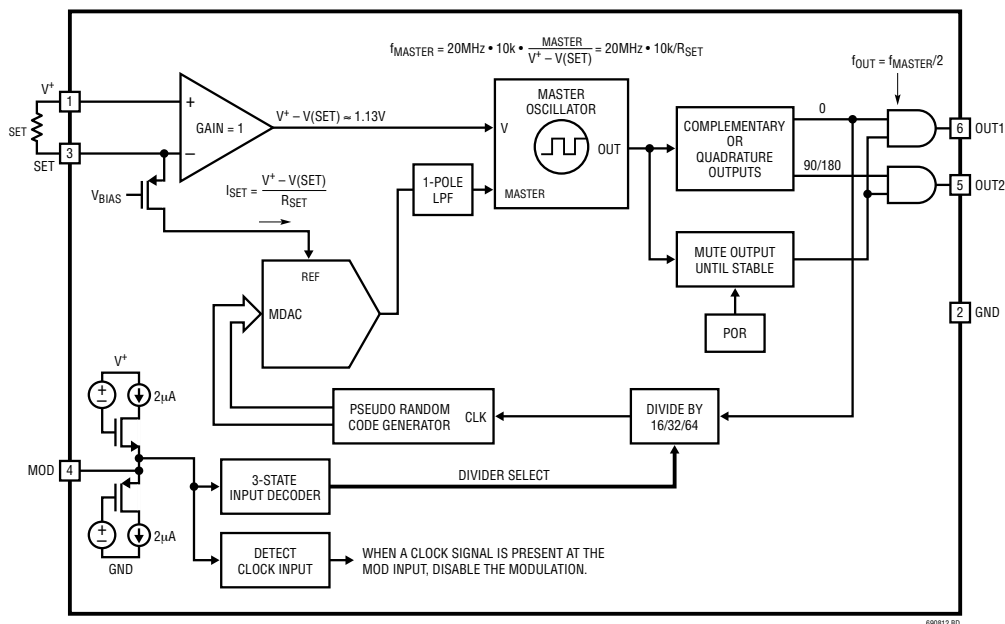 fMASTER = 20MHz • 10k • MASTER / V+ – V(SET) = 20MHz • 10k/RSET
fOUT = fMASTER/2
V+
1
SET
3
SET
+
–
GAIN = 1
V+ – V(SET) ≈ 1.13V
ISET = V+ – V(SET) / RSET
VBIAS
MASTER
OSCILLATOR
V
OUT
MASTER
1-POLE
LPF
COMPLEMENTARY
OR
QUADRATURE
OUTPUTS
0
90/180
6 OUT1
5 OUT2
REF
MDAC
MUTE OUTPUT
UNTIL STABLE
POR
2 GND
V+
+
–
2µA
PSEUDO RANDOM
CODE GENERATOR
CLK
DIVIDE BY
16/32/64
MOD 4
3-STATE
INPUT DECODER
DIVIDER SELECT
+
–
2µA
GND
DETECT
CLOCK INPUT
WHEN A CLOCK SIGNAL IS PRESENT AT THE
MOD INPUT, DISABLE THE MODULATION.
690812 BD